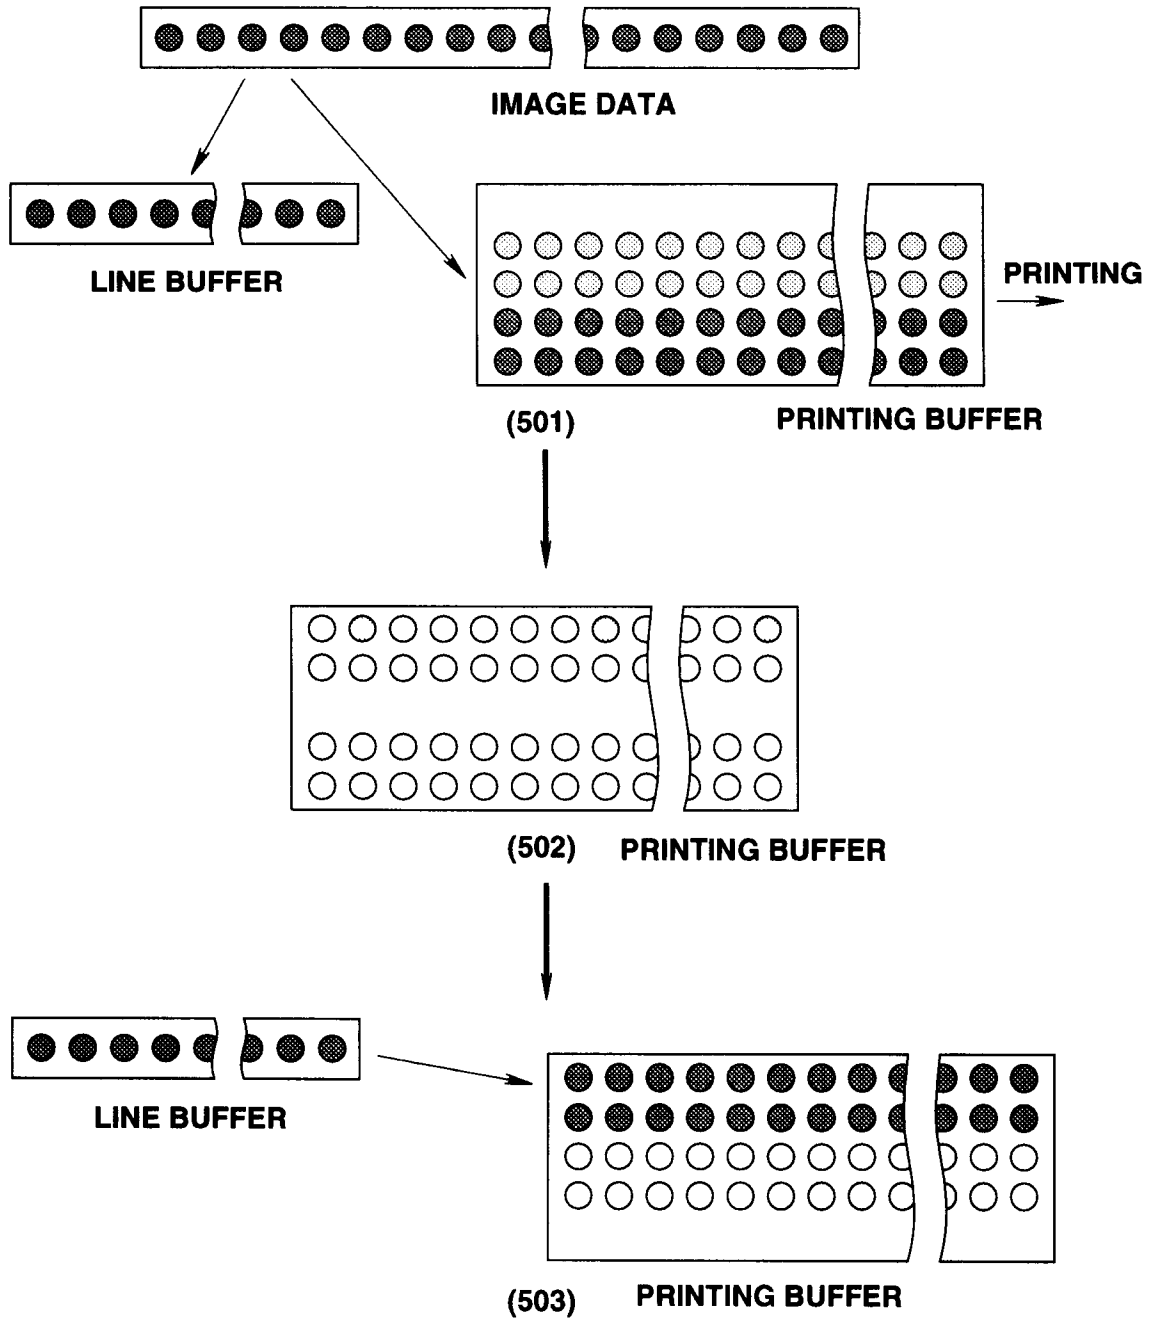 IMAGE DATA
LINE BUFFER
PRINTING
(501)
PRINTING BUFFER
(502)
PRINTING BUFFER
LINE BUFFER
(503)
PRINTING BUFFER